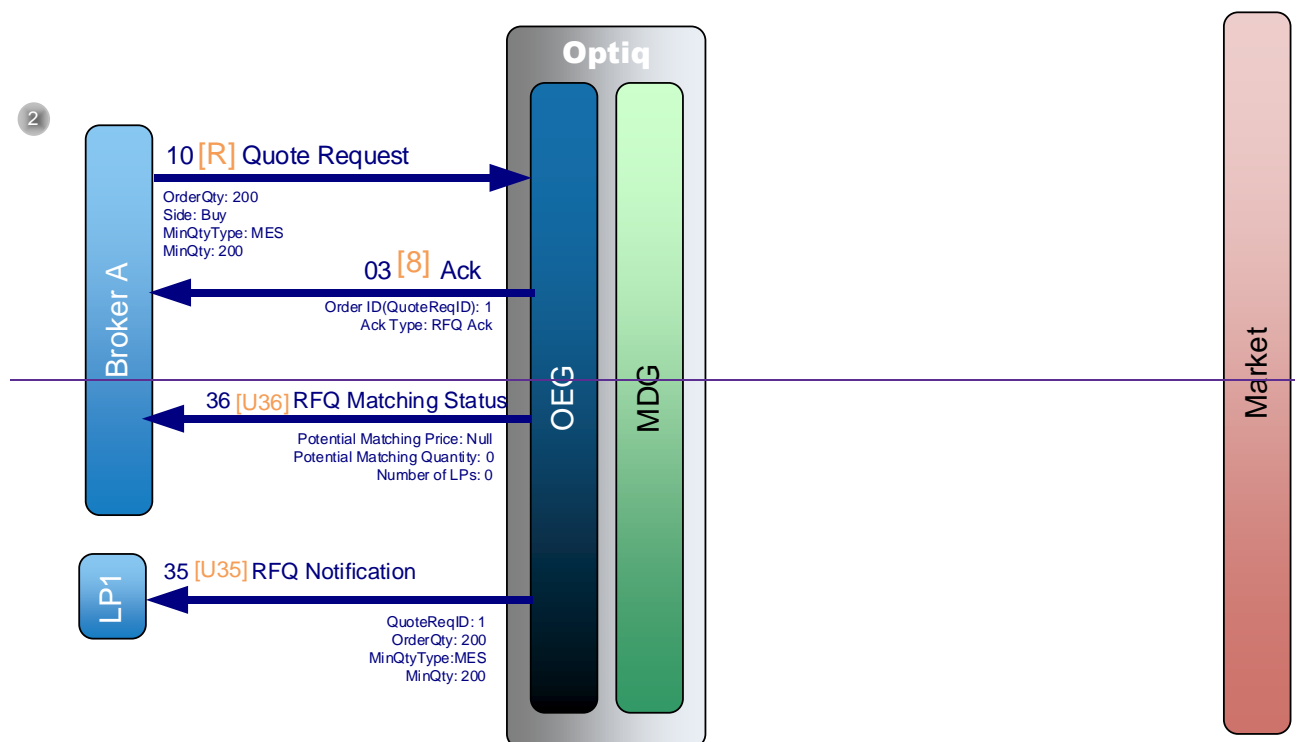 Optiq
2
10 [R] Quote Request
OrderQty: 200
Side: Buy
MinQtyType: MES
MinQty: 200
03 [8] Ack
Order ID(QuoteReqID): 1
Ack Type: RFQ Ack
Broker A
OEG
MDG
Market
36 [U36] RFQ Matching Status
Potential Matching Price: Null
Potential Matching Quantity: 0
Number of LPs: 0
LP1
35 [U35] RFQ Notification
QuoteReqID: 1
OrderQty: 200
MinQtyType:MES
MinQty: 200